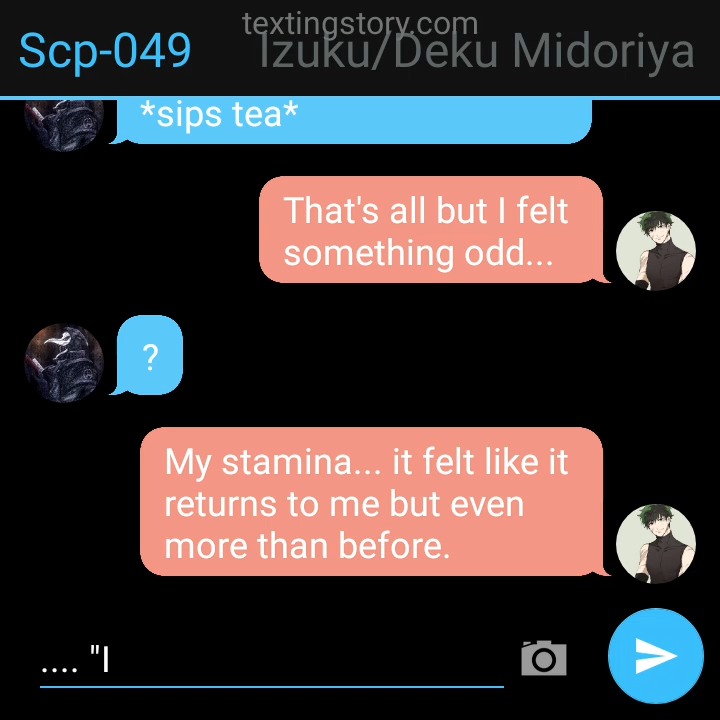 textingstory.com
Scp-049 Izuku/Deku Midoriya
*sips tea*
That's all but I felt
something odd...
?
My stamina... it felt like it
returns to me but even
more than before.
.... "I